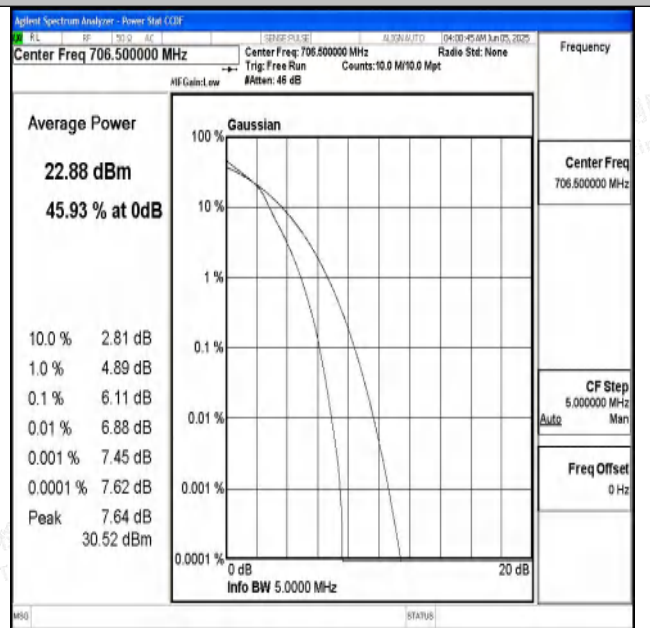 Agilent Spectrum Analyzer - Power Stat CCDF
RL RF 50 Ω AC SENSE:PULSE ALIGN AUTO 04:00:45 AM Jun 05, 2025
Center Freq 706.500000 MHz
Center Freq: 706.500000 MHz Radio Std: None
Trig: Free Run Counts:10.0 M/10.0 Mpt
#IFGain:Low #Atten: 46 dB
Frequency
Average Power
22.88 dBm
45.93 % at 0dB
10.0 % 2.81 dB
1.0 % 4.89 dB
0.1 % 6.11 dB
0.01 % 6.88 dB
0.001 % 7.45 dB
0.0001 % 7.62 dB
Peak 7.64 dB
30.52 dBm
Gaussian
100 %
10 %
1 %
0.1 %
0.01 %
0.001 %
0.0001 %
0 dB 20 dB
Info BW 5.0000 MHz
Center Freq
706.500000 MHz
CF Step
5.000000 MHz
Auto Man
Freq Offset
0 Hz
MSG STATUS